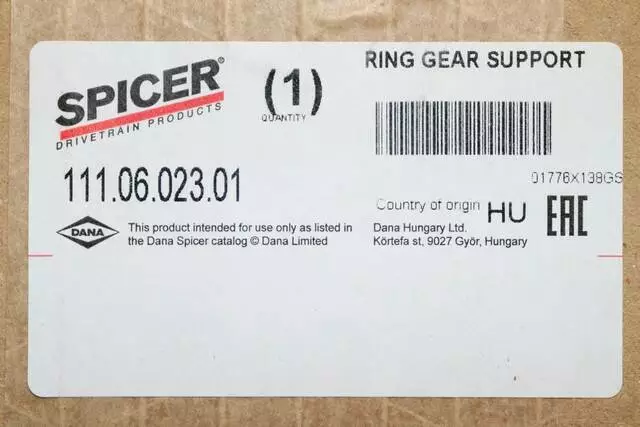 SPICER®
DRIVETRAIN PRODUCTS
(1)
QUANTITY
RING GEAR SUPPORT
01776X138GS
111.06.023.01
Country of origin HU
EAC
DANA
This product intended for use only as listed in
the Dana Spicer catalog © Dana Limited
Dana Hungary Ltd.
Körtefa st, 9027 Győr, Hungary